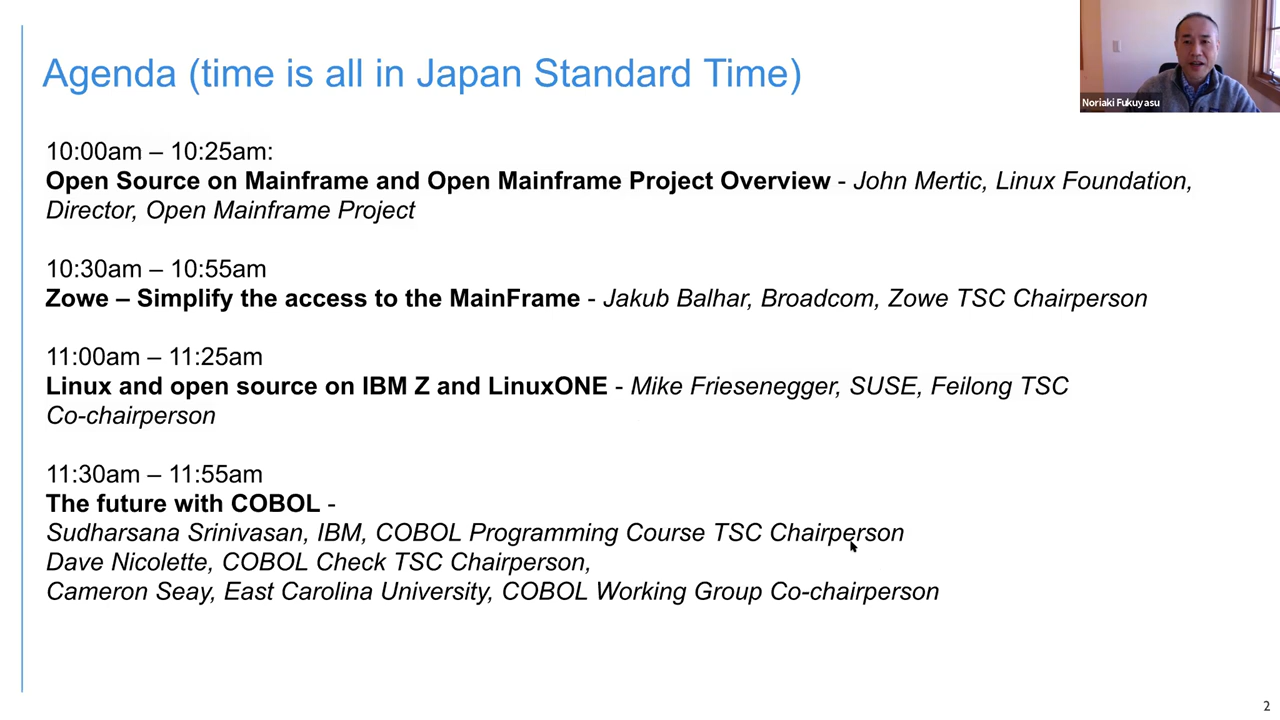 Agenda (time is all in Japan Standard Time)
Noriaki Fukuyasu
10:00am – 10:25am:
Open Source on Mainframe and Open Mainframe Project Overview - John Mertic, Linux Foundation,
Director, Open Mainframe Project
10:30am – 10:55am
Zowe – Simplify the access to the MainFrame - Jakub Balhar, Broadcom, Zowe TSC Chairperson
11:00am – 11:25am
Linux and open source on IBM Z and LinuxONE - Mike Friesenegger, SUSE, Feilong TSC
Co-chairperson
11:30am – 11:55am
The future with COBOL -
Sudharsana Srinivasan, IBM, COBOL Programming Course TSC Chairperson
Dave Nicolette, COBOL Check TSC Chairperson,
Cameron Seay, East Carolina University, COBOL Working Group Co-chairperson
2